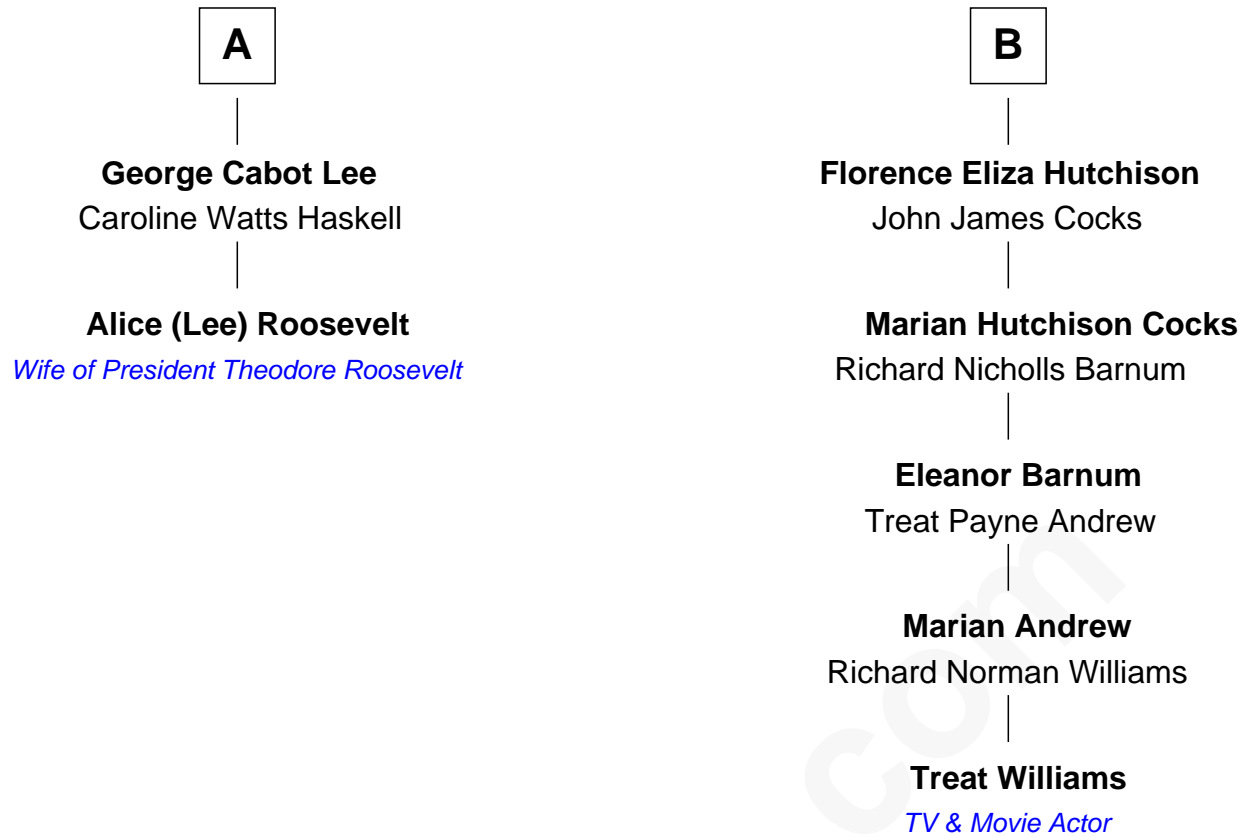 A
George Cabot Lee
Caroline Watts Haskell
Alice (Lee) Roosevelt
Wife of President Theodore Roosevelt
B
Florence Eliza Hutchison
John James Cocks
Marian Hutchison Cocks
Richard Nicholls Barnum
Eleanor Barnum
Treat Payne Andrew
Marian Andrew
Richard Norman Williams
Treat Williams
TV & Movie Actor
com